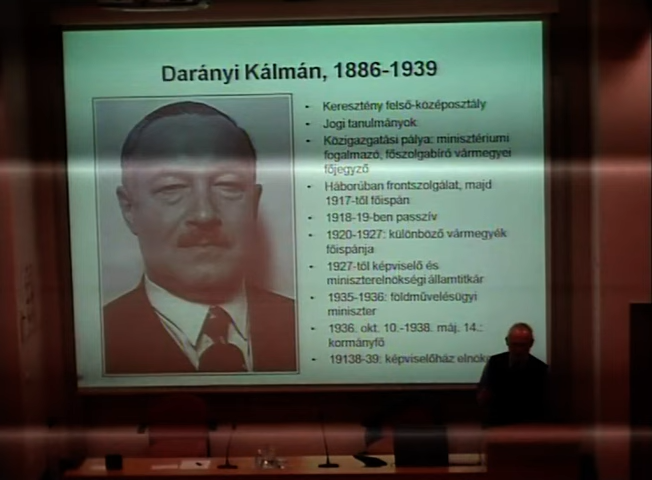 Darányi Kálmán, 1886-1939
- Keresztény felső-középosztály
- Jogi tanulmányok
- Közigazgatási pálya: minisztériumi
fogalmazó, főszolgabíró vármegyei
főjegyző
- Háborúban frontszolgálat, majd
1917-től főispán
- 1918-19-ben passzív
- 1920-1927: különböző vármegyék
főispánja
- 1927-től képviselő és
miniszterelnökségi államtitkár
- 1935-1936: földművelésügyi
miniszter
- 1936. okt. 10.-1938. máj. 14.:
kormányfő
- 19138-39: képviselőház elnöke